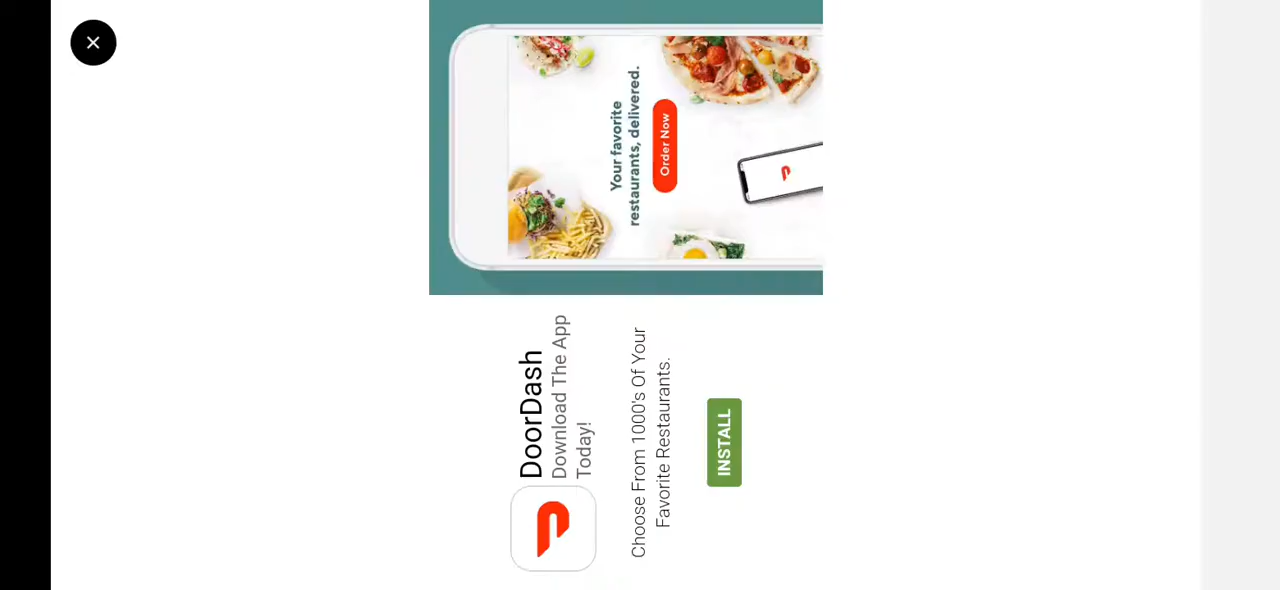 Your favorite
restaurants, delivered.
Order Now
DoorDash
Download The App
Today!
Choose From 1000's Of Your
Favorite Restaurants.
INSTALL